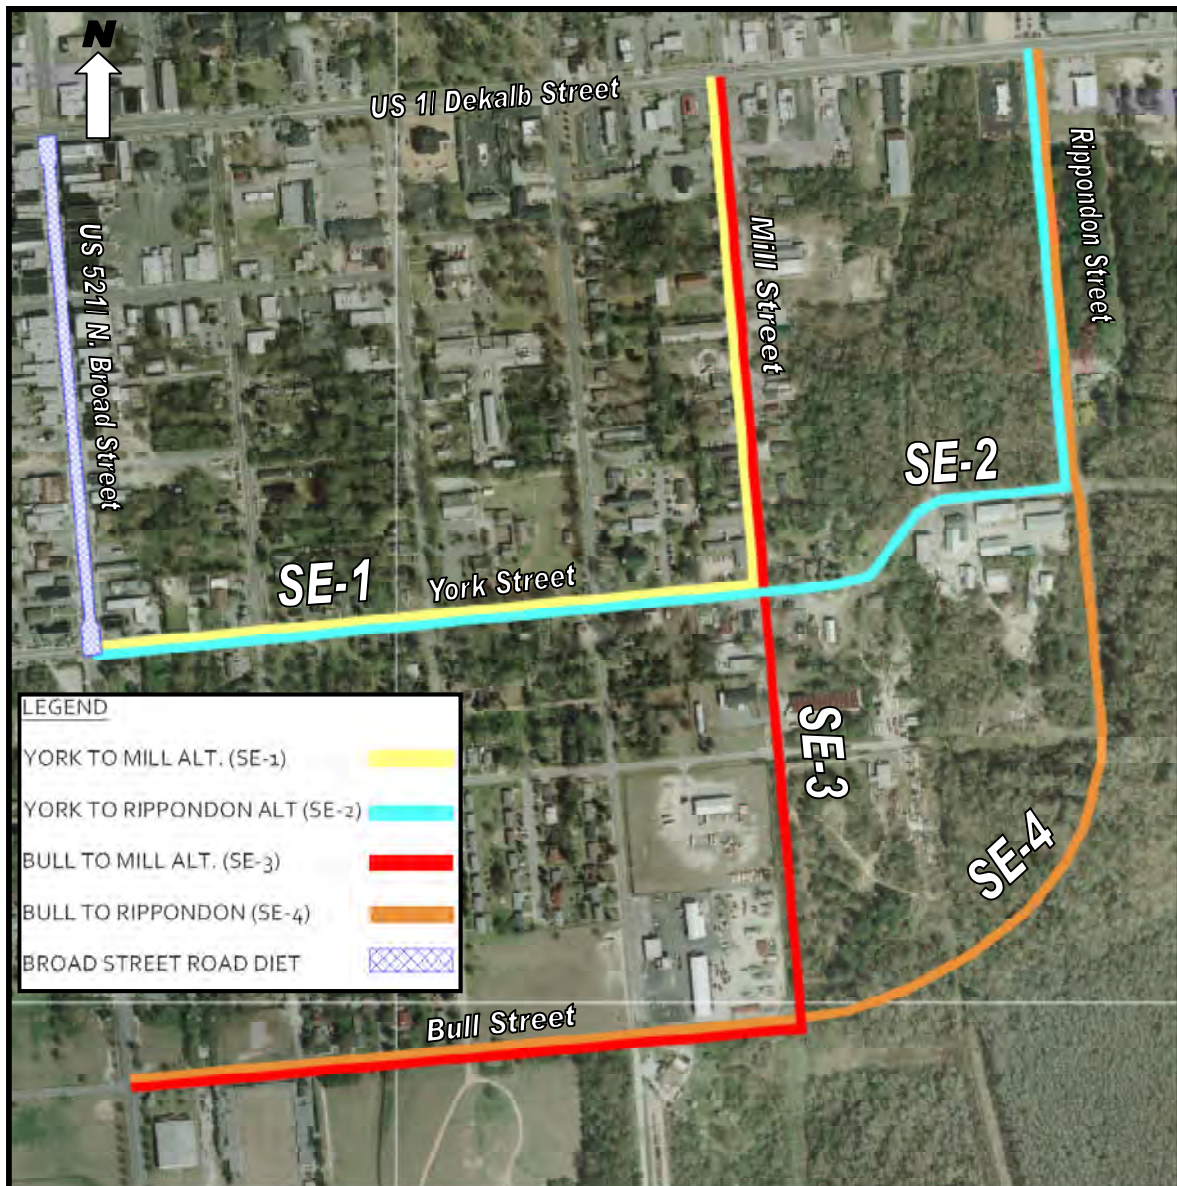 N
US 1/ Dekalb Street
Rippondon Street
Mill Street
US 521/ N. Broad Street
SE-2
SE-1
York Street
SE-3
SE-4
LEGEND
YORK TO MILL ALT. (SE-1)
YORK TO RIPPONDON ALT (SE-2)
BULL TO MILL ALT. (SE-3)
BULL TO RIPPONDON (SE-4)
BROAD STREET ROAD DIET
Bull Street